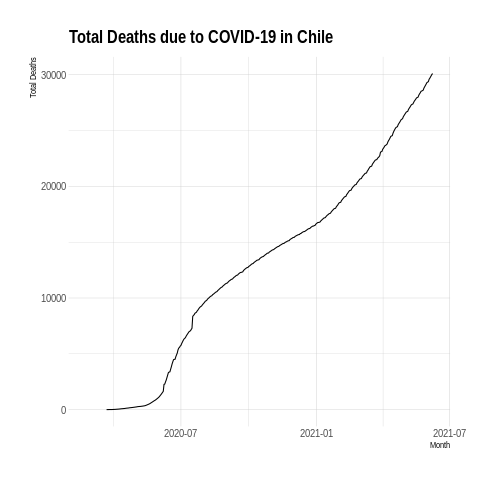 Total Deaths due to COVID-19 in Chile
Total Deaths
30000
20000
10000
0
2020-07
2021-01
2021-07
Month